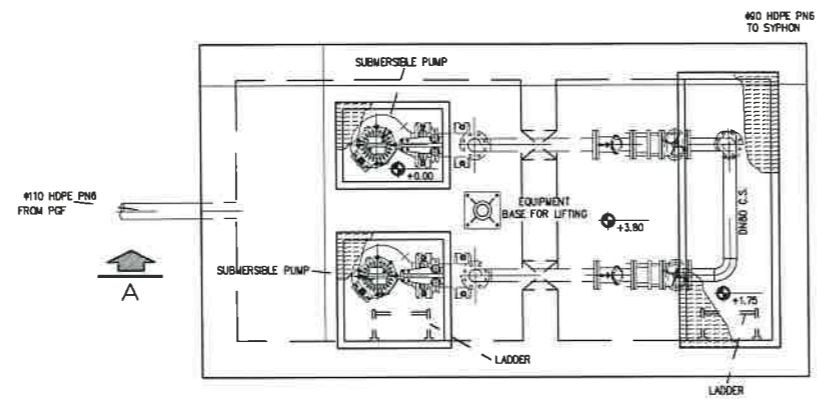 Φ90 HDPE PN6
TO SYPHON
SUBMERSIBLE PUMP
+0.00
Φ110 HDPE PN6
FROM PGF
EQUIPMENT
BASE FOR LIFTING
+3.80
DN80 C.S.
A
SUBMERSIBLE PUMP
+1.75
LADDER
LADDER